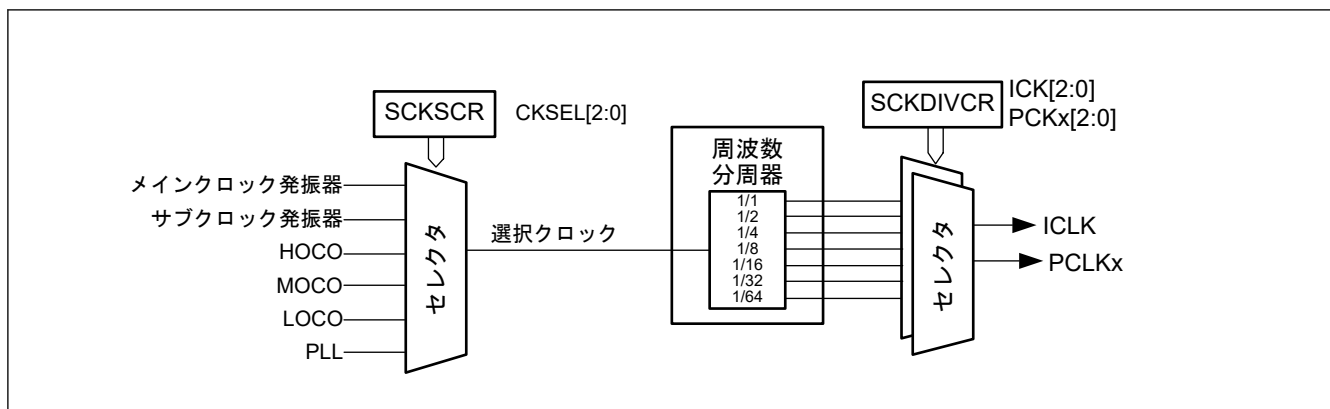 SCKSCR
CKSEL[2:0]
メインクロック発振器
サブクロック発振器
HOCO
MOCO
LOCO
PLL
セレクタ
選択クロック
周波数
分周器
1/1
1/2
1/4
1/8
1/16
1/32
1/64
SCKDIVCR
ICK[2:0]
PCKx[2:0]
セレクタ
ICLK
PCLKx